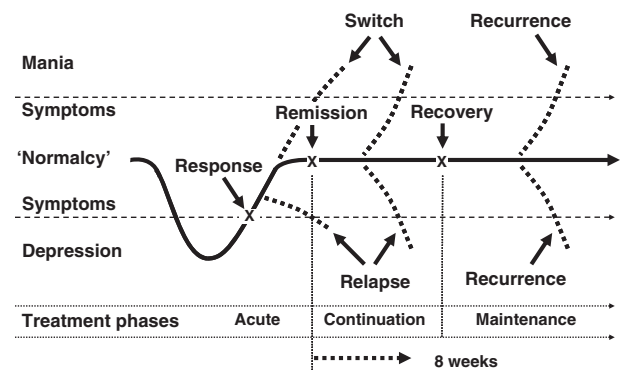 Switch Recurrence
Mania
Symptoms
Remission Recovery
'Normalcy'
Response
X X
X
Symptoms
Depression
Relapse
Recurrence
Treatment phases Acute Continuation Maintenance
8 weeks